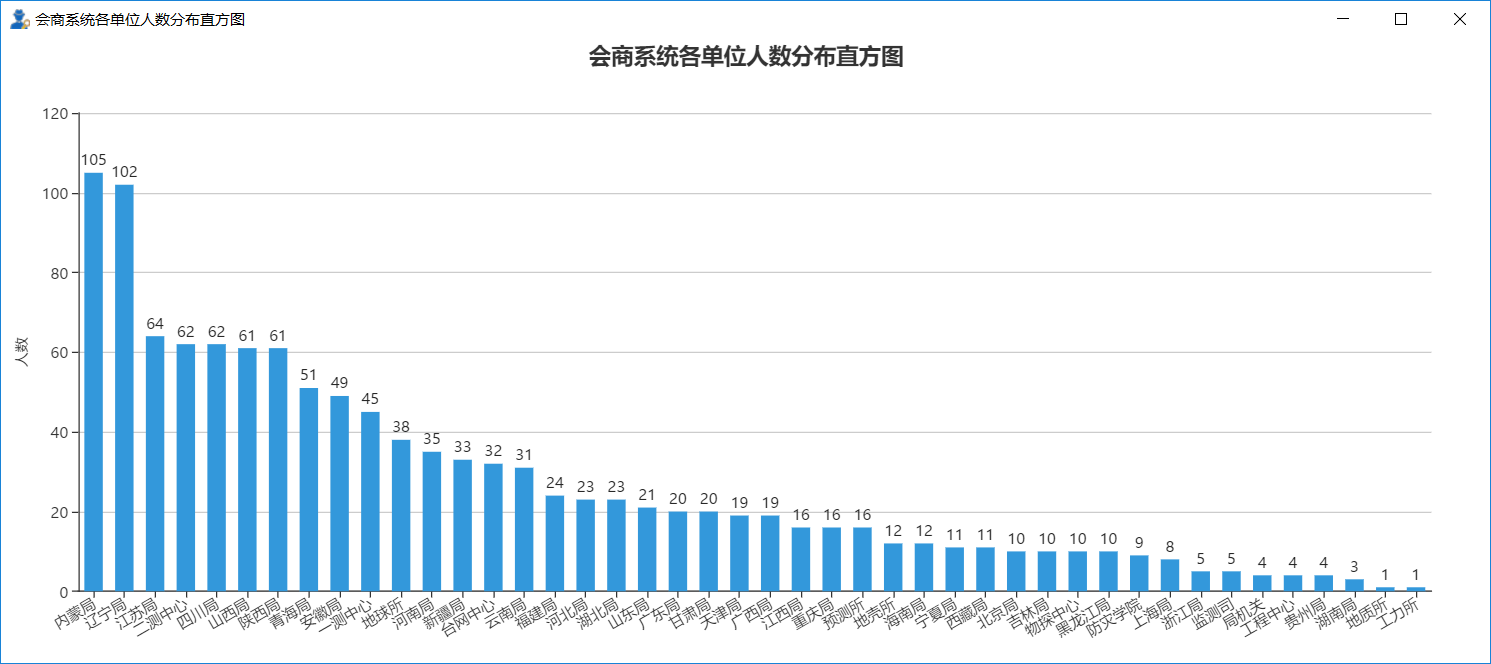 会商系统各单位人数分布直方图
会商系统各单位人数分布直方图
人数
120
100
80
60
40
20
0
105
102
64
62
62
61
61
51
49
45
38
35
33
32
31
24
23
23
21
20
20
19
19
16
16
16
12
12
11
11
10
10
10
10
9
8
5
5
4
4
4
3
1
1
内蒙局
辽宁局
江苏局
二测中心
四川局
山西局
陕西局
青海局
安徽局
一测中心
地球所
河南局
新疆局
台网中心
云南局
福建局
河北局
湖北局
山东局
广东局
甘肃局
天津局
广西局
江西局
重庆局
预测所
地壳所
海南局
宁夏局
西藏局
北京局
吉林局
物探中心
黑龙江局
防灾学院
上海局
浙江局
监测司
局机关
工程中心
贵州局
湖南局
地质所
工力所